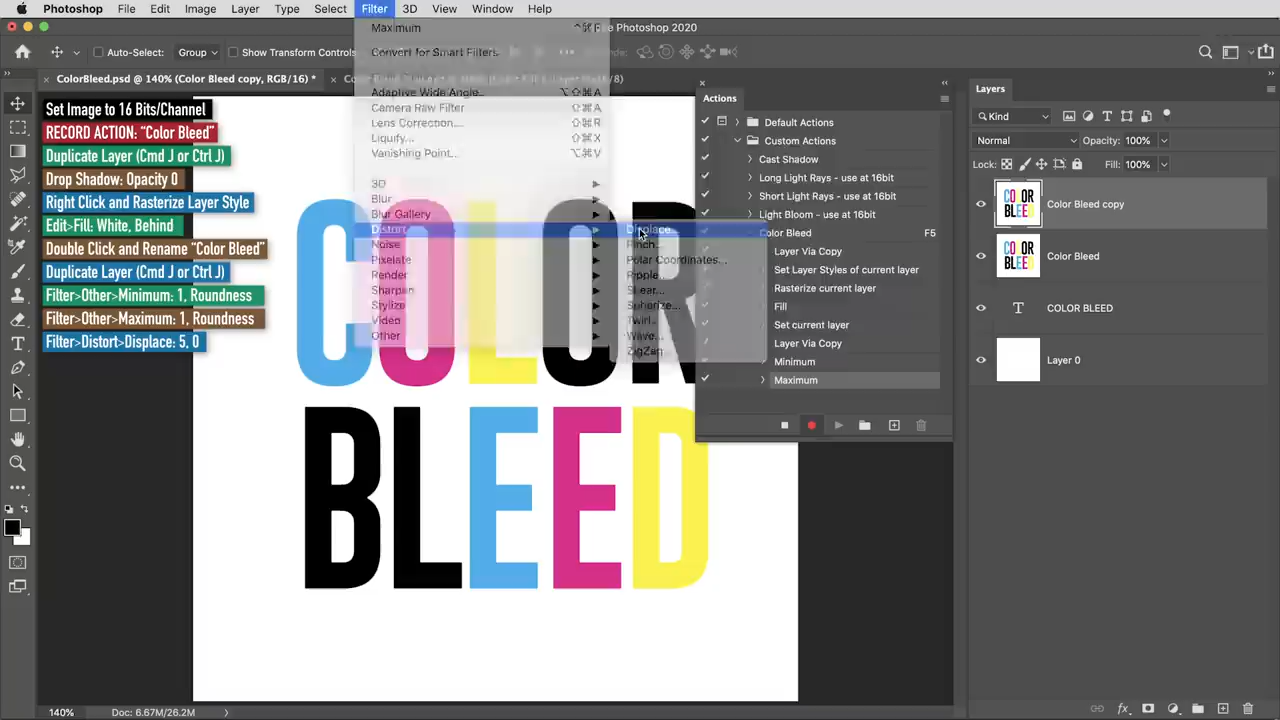 Photoshop File Edit Image Layer Type Select Filter 3D View Window Help
Photoshop 2020
Auto-Select: Group Show Transform Controls
ColorBleed.psd @ 140% (Color Bleed copy, RGB/16) *
Set Image to 16 Bits/Channel
RECORD ACTION: “Color Bleed”
Duplicate Layer (Cmd J or Ctrl J)
Drop Shadow: Opacity 0
Right Click and Rasterize Layer Style
Edit>Fill: White, Behind
Double Click and Rename “Color Bleed”
Duplicate Layer (Cmd J or Ctrl J)
Filter>Other>Minimum: 1, Roundness
Filter>Other>Maximum: 1, Roundness
Filter>Distort>Displace: 5, 0
Maximum ⌃⌘F
Convert for Smart Filters
Adaptive Wide Angle... ⌥⇧⌘A
Camera Raw Filter ⇧⌘A
Lens Correction... ⇧⌘R
Liquify... ⇧⌘X
Vanishing Point... ⌥⌘V
3D
Blur
Blur Gallery
Distort
Noise
Pixelate
Render
Sharpen
Stylize
Video
Other
Displace...
Pinch...
Polar Coordinates...
Ripple...
Shear...
Spherize...
Twirl...
Wave...
ZigZag...
COLOR
BLEED
Actions
Default Actions
Custom Actions
Cast Shadow
Long Light Rays - use at 16bit
Short Light Rays - use at 16bit
Light Bloom - use at 16bit
Color Bleed F5
Layer Via Copy
Set Layer Styles of current layer
Rasterize current layer
Fill
Set current layer
Layer Via Copy
Minimum
Maximum
Layers
Kind
Normal Opacity: 100%
Lock: Fill: 100%
COLOR
BLEED
Color Bleed copy
COLOR
BLEED
Color Bleed
T COLOR BLEED
Layer 0
140% Doc: 6.67M/26.2M